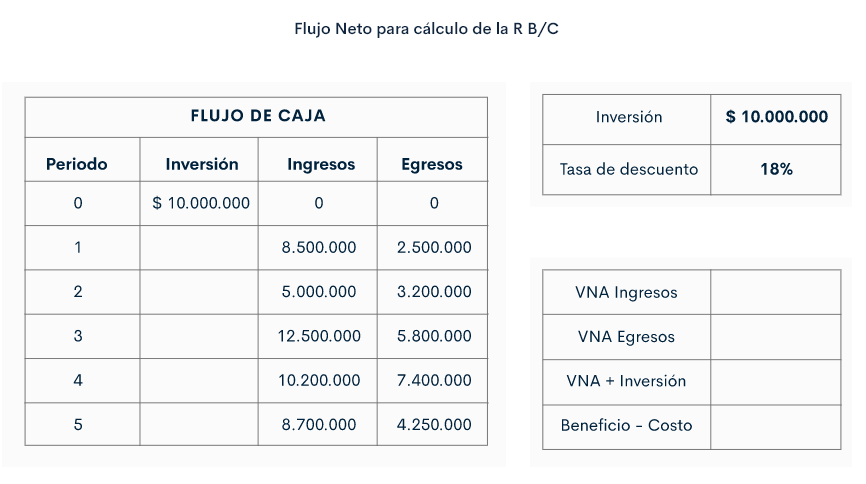 Flujo Neto para cálculo de la R B/C
FLUJO DE CAJA
Periodo Inversión Ingresos Egresos
0 $ 10.000.000 0 0
1 8.500.000 2.500.000
2 5.000.000 3.200.000
3 12.500.000 5.800.000
4 10.200.000 7.400.000
5 8.700.000 4.250.000
Inversión $ 10.000.000
Tasa de descuento 18%
VNA Ingresos
VNA Egresos
VNA + Inversión
Beneficio - Costo